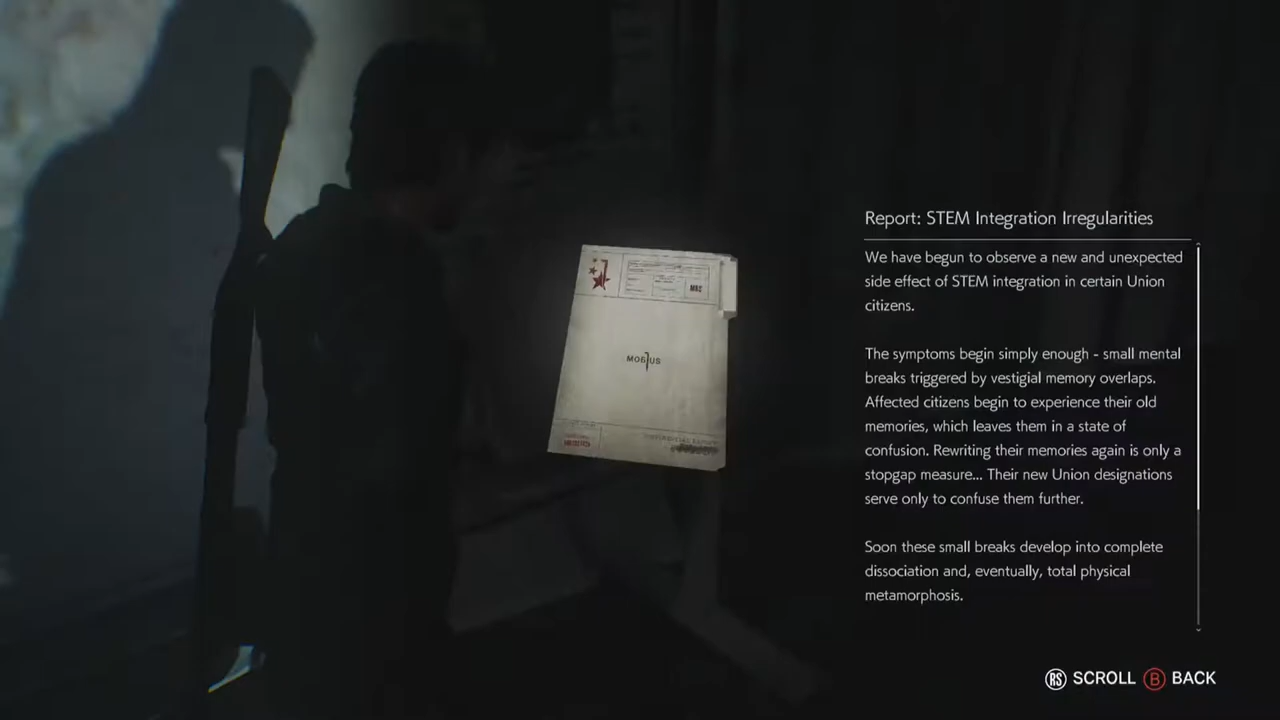 Report: STEM Integration Irregularities
We have begun to observe a new and unexpected
side effect of STEM integration in certain Union
citizens.
The symptoms begin simply enough - small mental
breaks triggered by vestigial memory overlaps.
Affected citizens begin to experience their old
memories, which leaves them in a state of
confusion. Rewriting their memories again is only a
stopgap measure... Their new Union designations
serve only to confuse them further.
Soon these small breaks develop into complete
dissociation and, eventually, total physical
metamorphosis.
MOBIUS
RS SCROLL B BACK